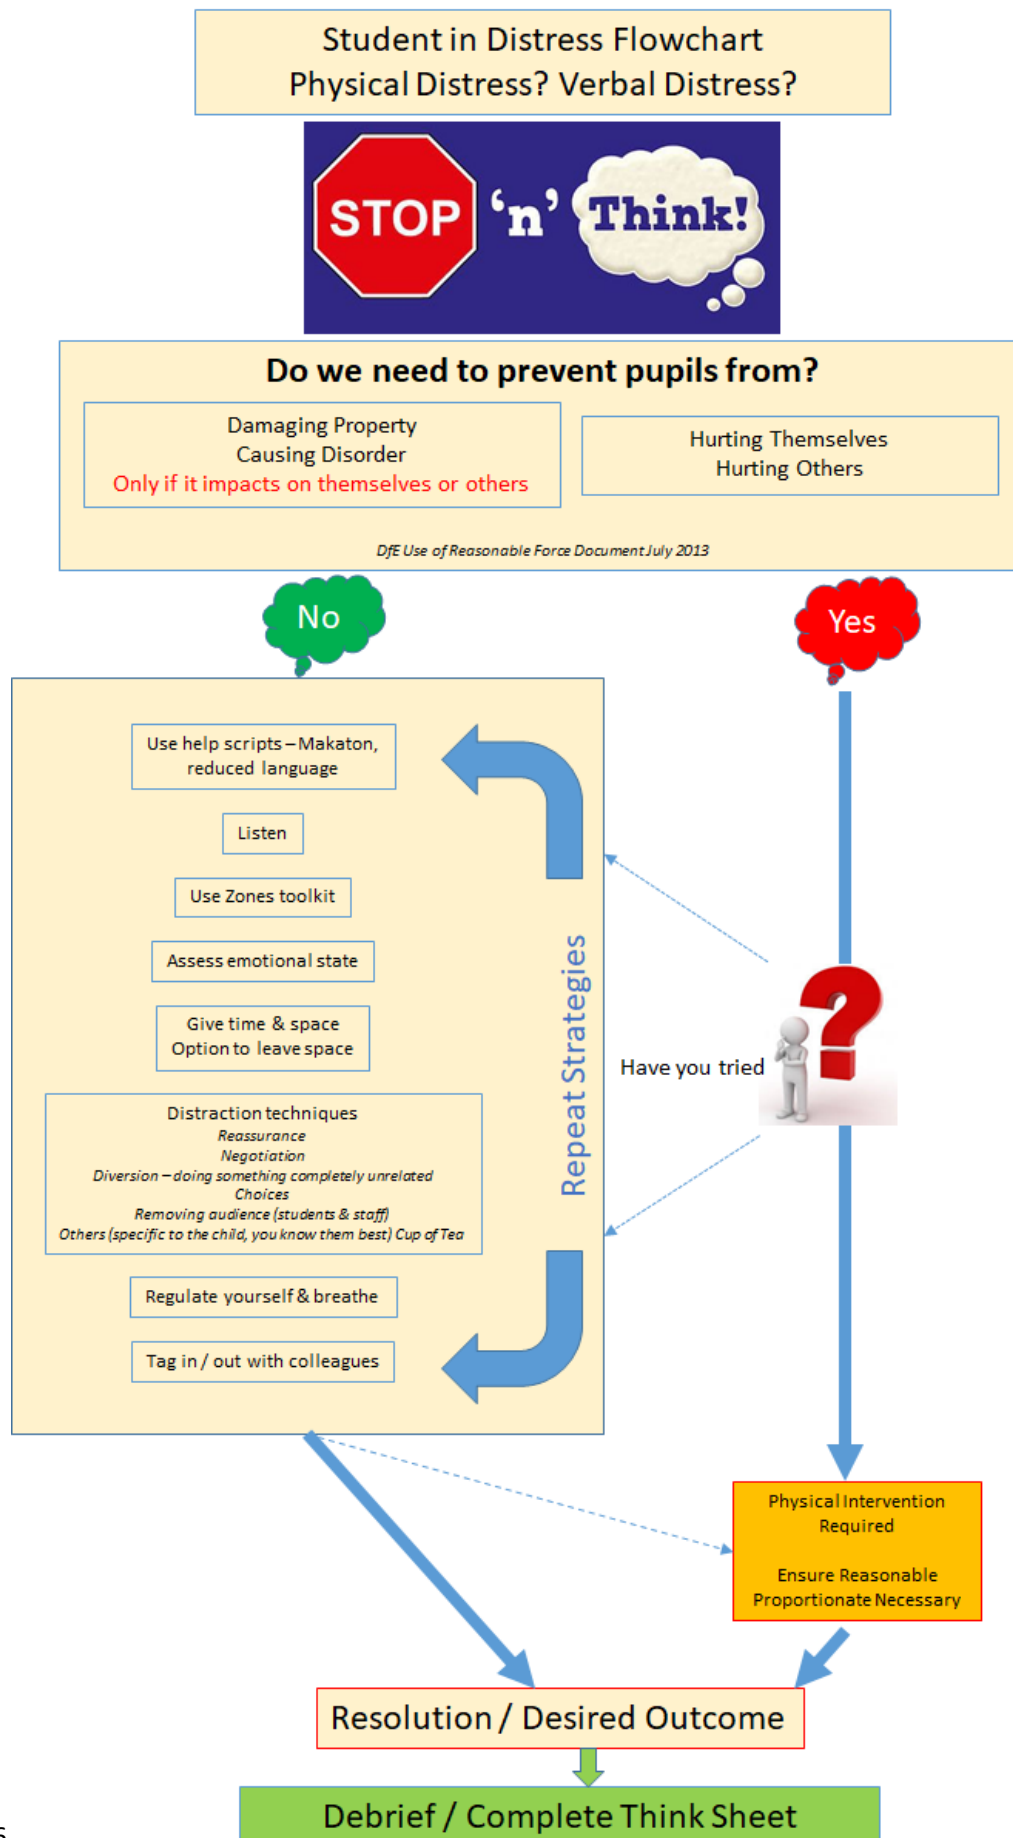 Student in Distress Flowchart
Physical Distress? Verbal Distress?
STOP 'n' Think!
Do we need to prevent pupils from?
Damaging Property
Causing Disorder
Only if it impacts on themselves or others
Hurting Themselves
Hurting Others
DfE Use of Reasonable Force Document July 2013
No
Yes
Use help scripts – Makaton,
reduced language
Listen
Use Zones toolkit
Assess emotional state
Give time & space
Option to leave space
Distraction techniques
Reassurance
Negotiation
Diversion – doing something completely unrelated
Choices
Removing audience (students & staff)
Others (specific to the child, you know them best) Cup of Tea
Regulate yourself & breathe
Tag in / out with colleagues
Repeat Strategies
Have you tried
?
Physical Intervention
Required
Ensure Reasonable
Proportionate Necessary
Resolution / Desired Outcome
Debrief / Complete Think Sheet